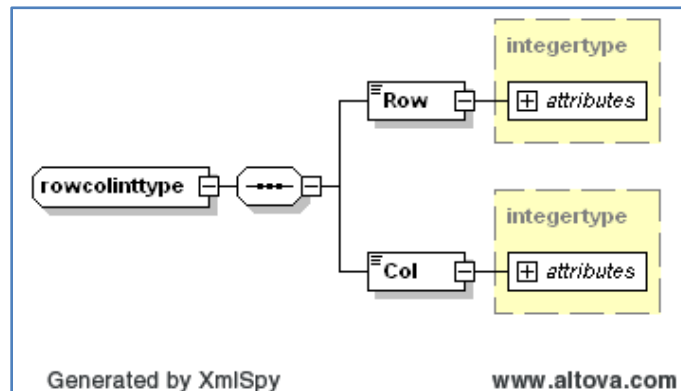 integertype
Row
attributes
rowcolinttype
integertype
Col
attributes
Generated by XmlSpy
www.altova.com